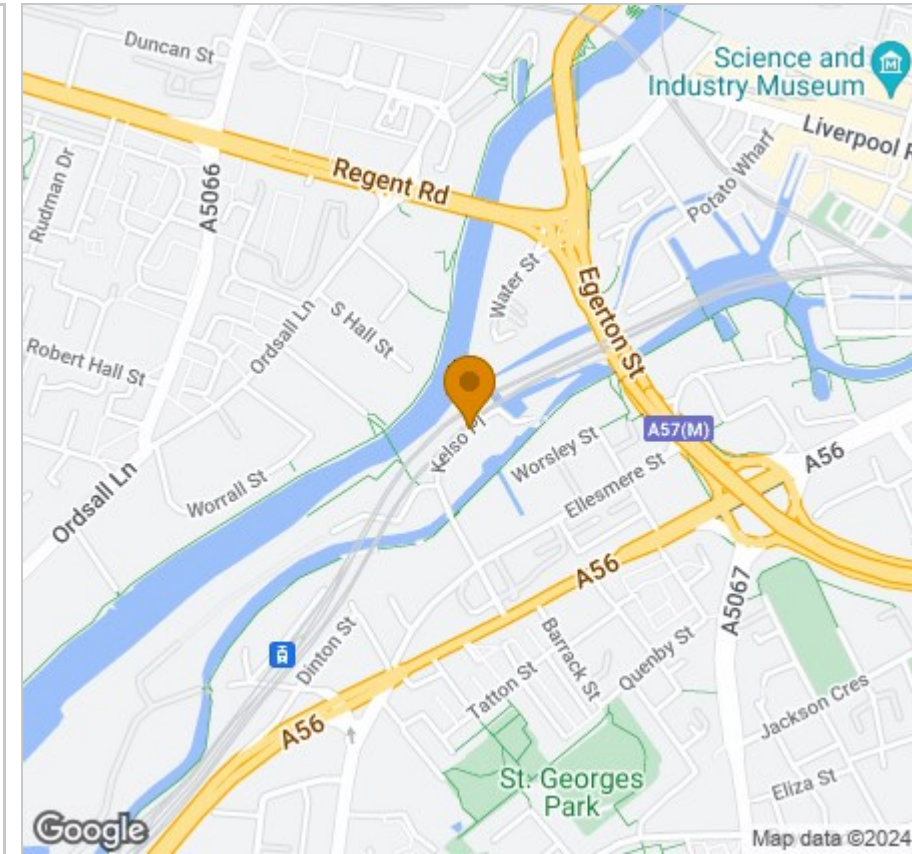 Duncan St
Science and
Industry Museum
Liverpool R
Regent Rd
A5066
Rudman Dr
Potato Wharf
Water St
Egerton St
Ordsall Ln
S Hall St
Robert Hall St
A57(M)
Kelso Pl
Worsley St
A56
Ellesmere St
Worrall St
Ordsall Ln
A56
A5067
Dinton St
Barrack St
Quenby St
Tatton St
Jackson Cres
A56
St. Georges
Park
Eliza St
Google
Map data ©2024